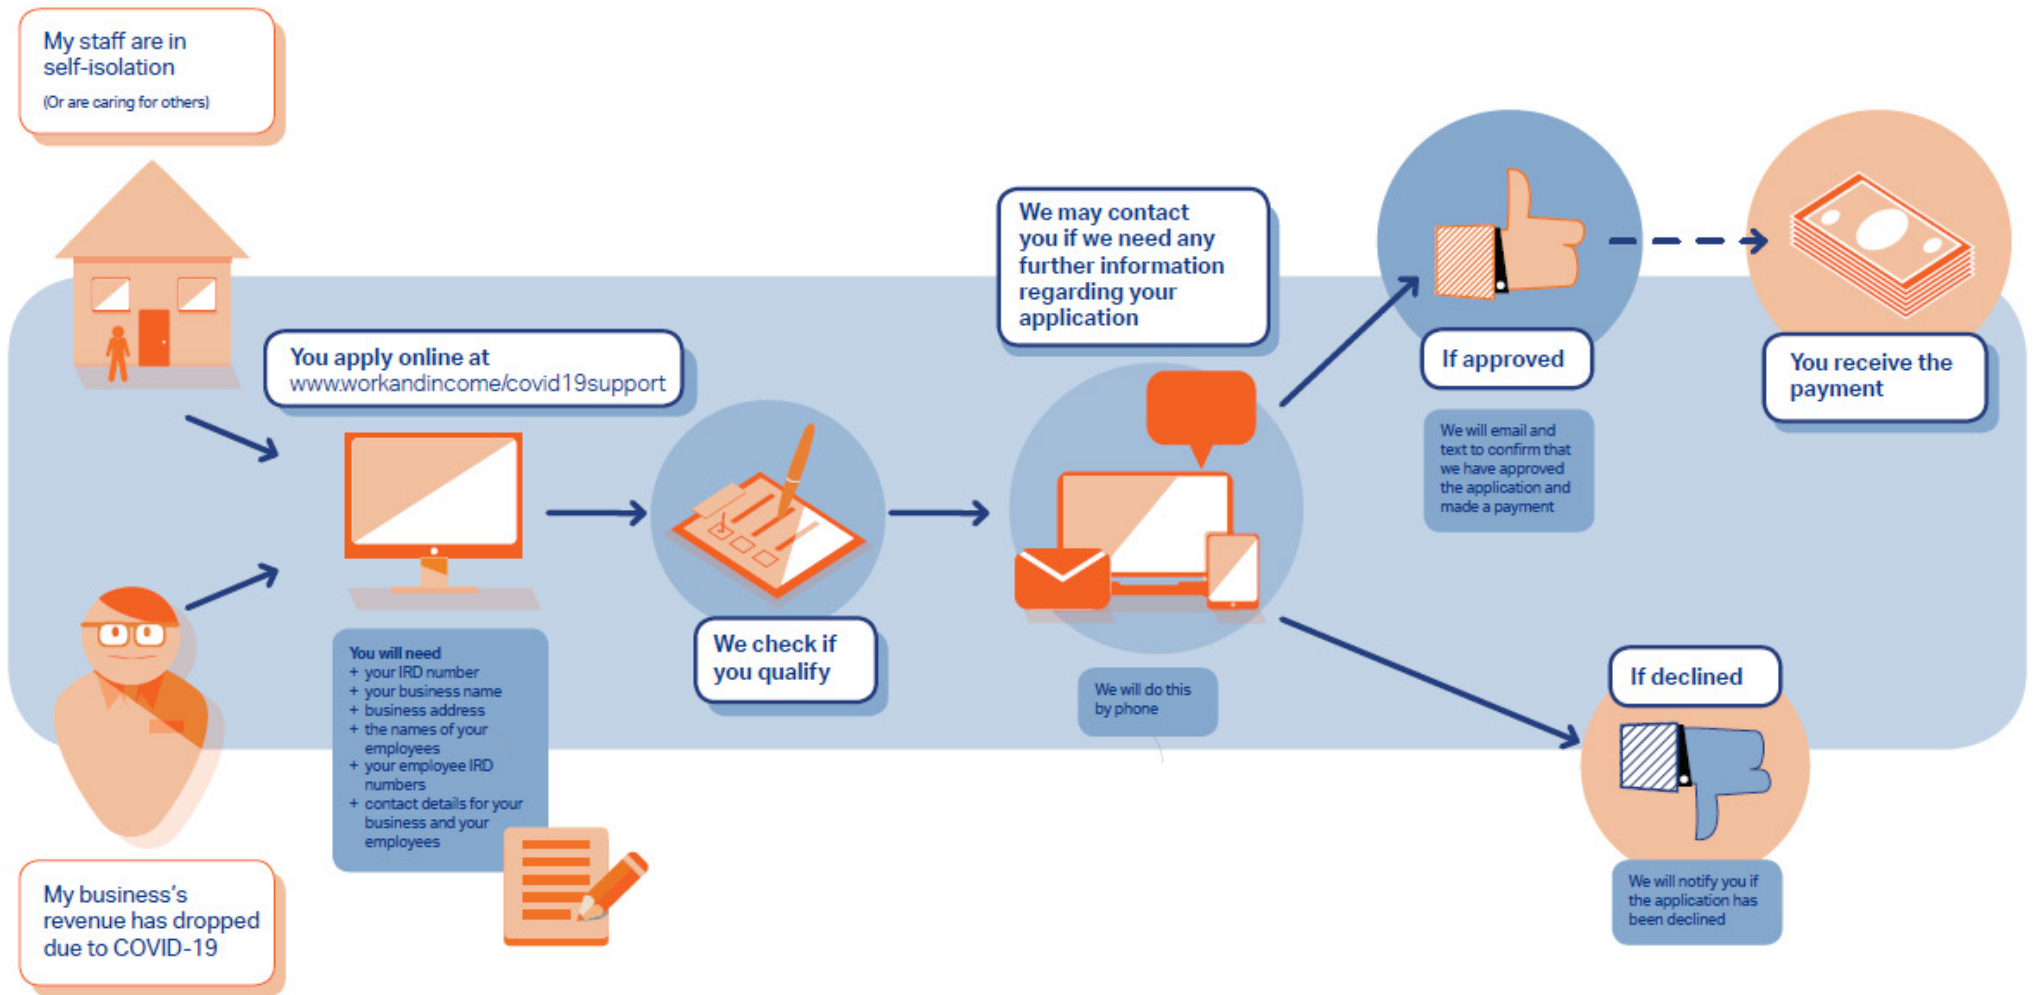 My staff are in
self-isolation
(Or are caring for others)
You apply online at
www.workandincome/covid19support
You will need
+ your IRD number
+ your business name
+ business address
+ the names of your
employees
+ your employee IRD
numbers
+ contact details for your
business and your
employees
My business's
revenue has dropped
due to COVID-19
We check if
you qualify
We may contact
you if we need any
further information
regarding your
application
We will do this
by phone
If approved
We will email and
text to confirm that
we have approved
the application and
made a payment
You receive the
payment
If declined
We will notify you if
the application has
been declined